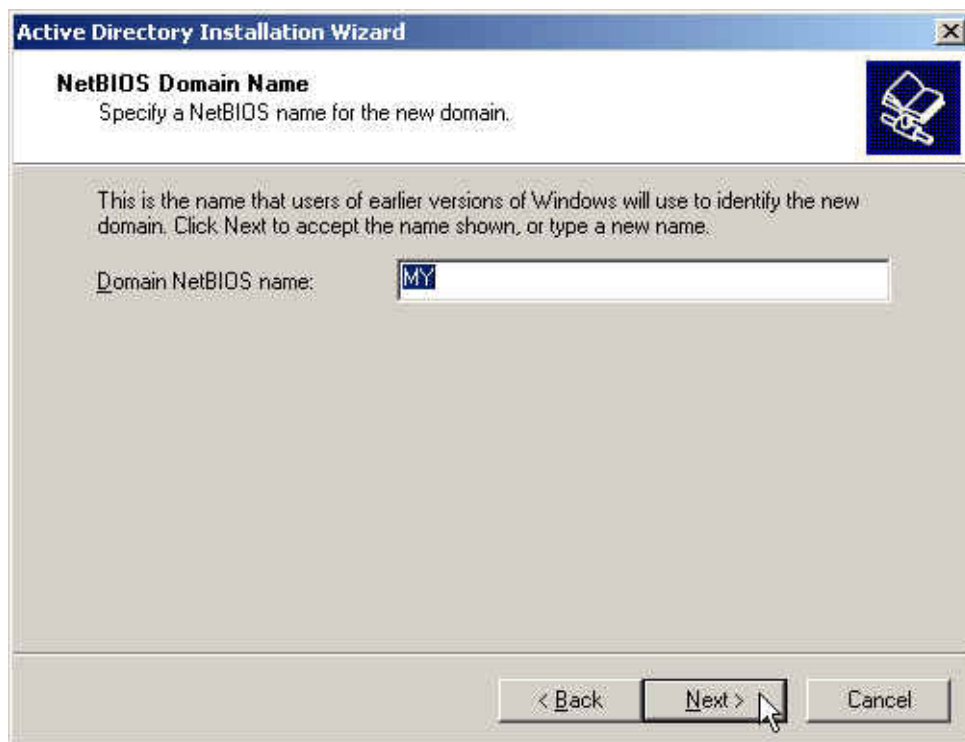 Active Directory Installation Wizard
NetBIOS Domain Name
Specify a NetBIOS name for the new domain.
This is the name that users of earlier versions of Windows will use to identify the new
domain. Click Next to accept the name shown, or type a new name.
Domain NetBIOS name:
MY
< Back
Next >
Cancel